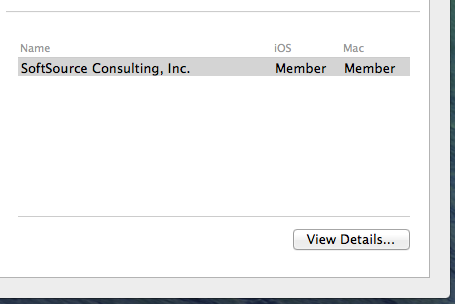 Name iOS Mac
SoftSource Consulting, Inc. Member Member
View Details...